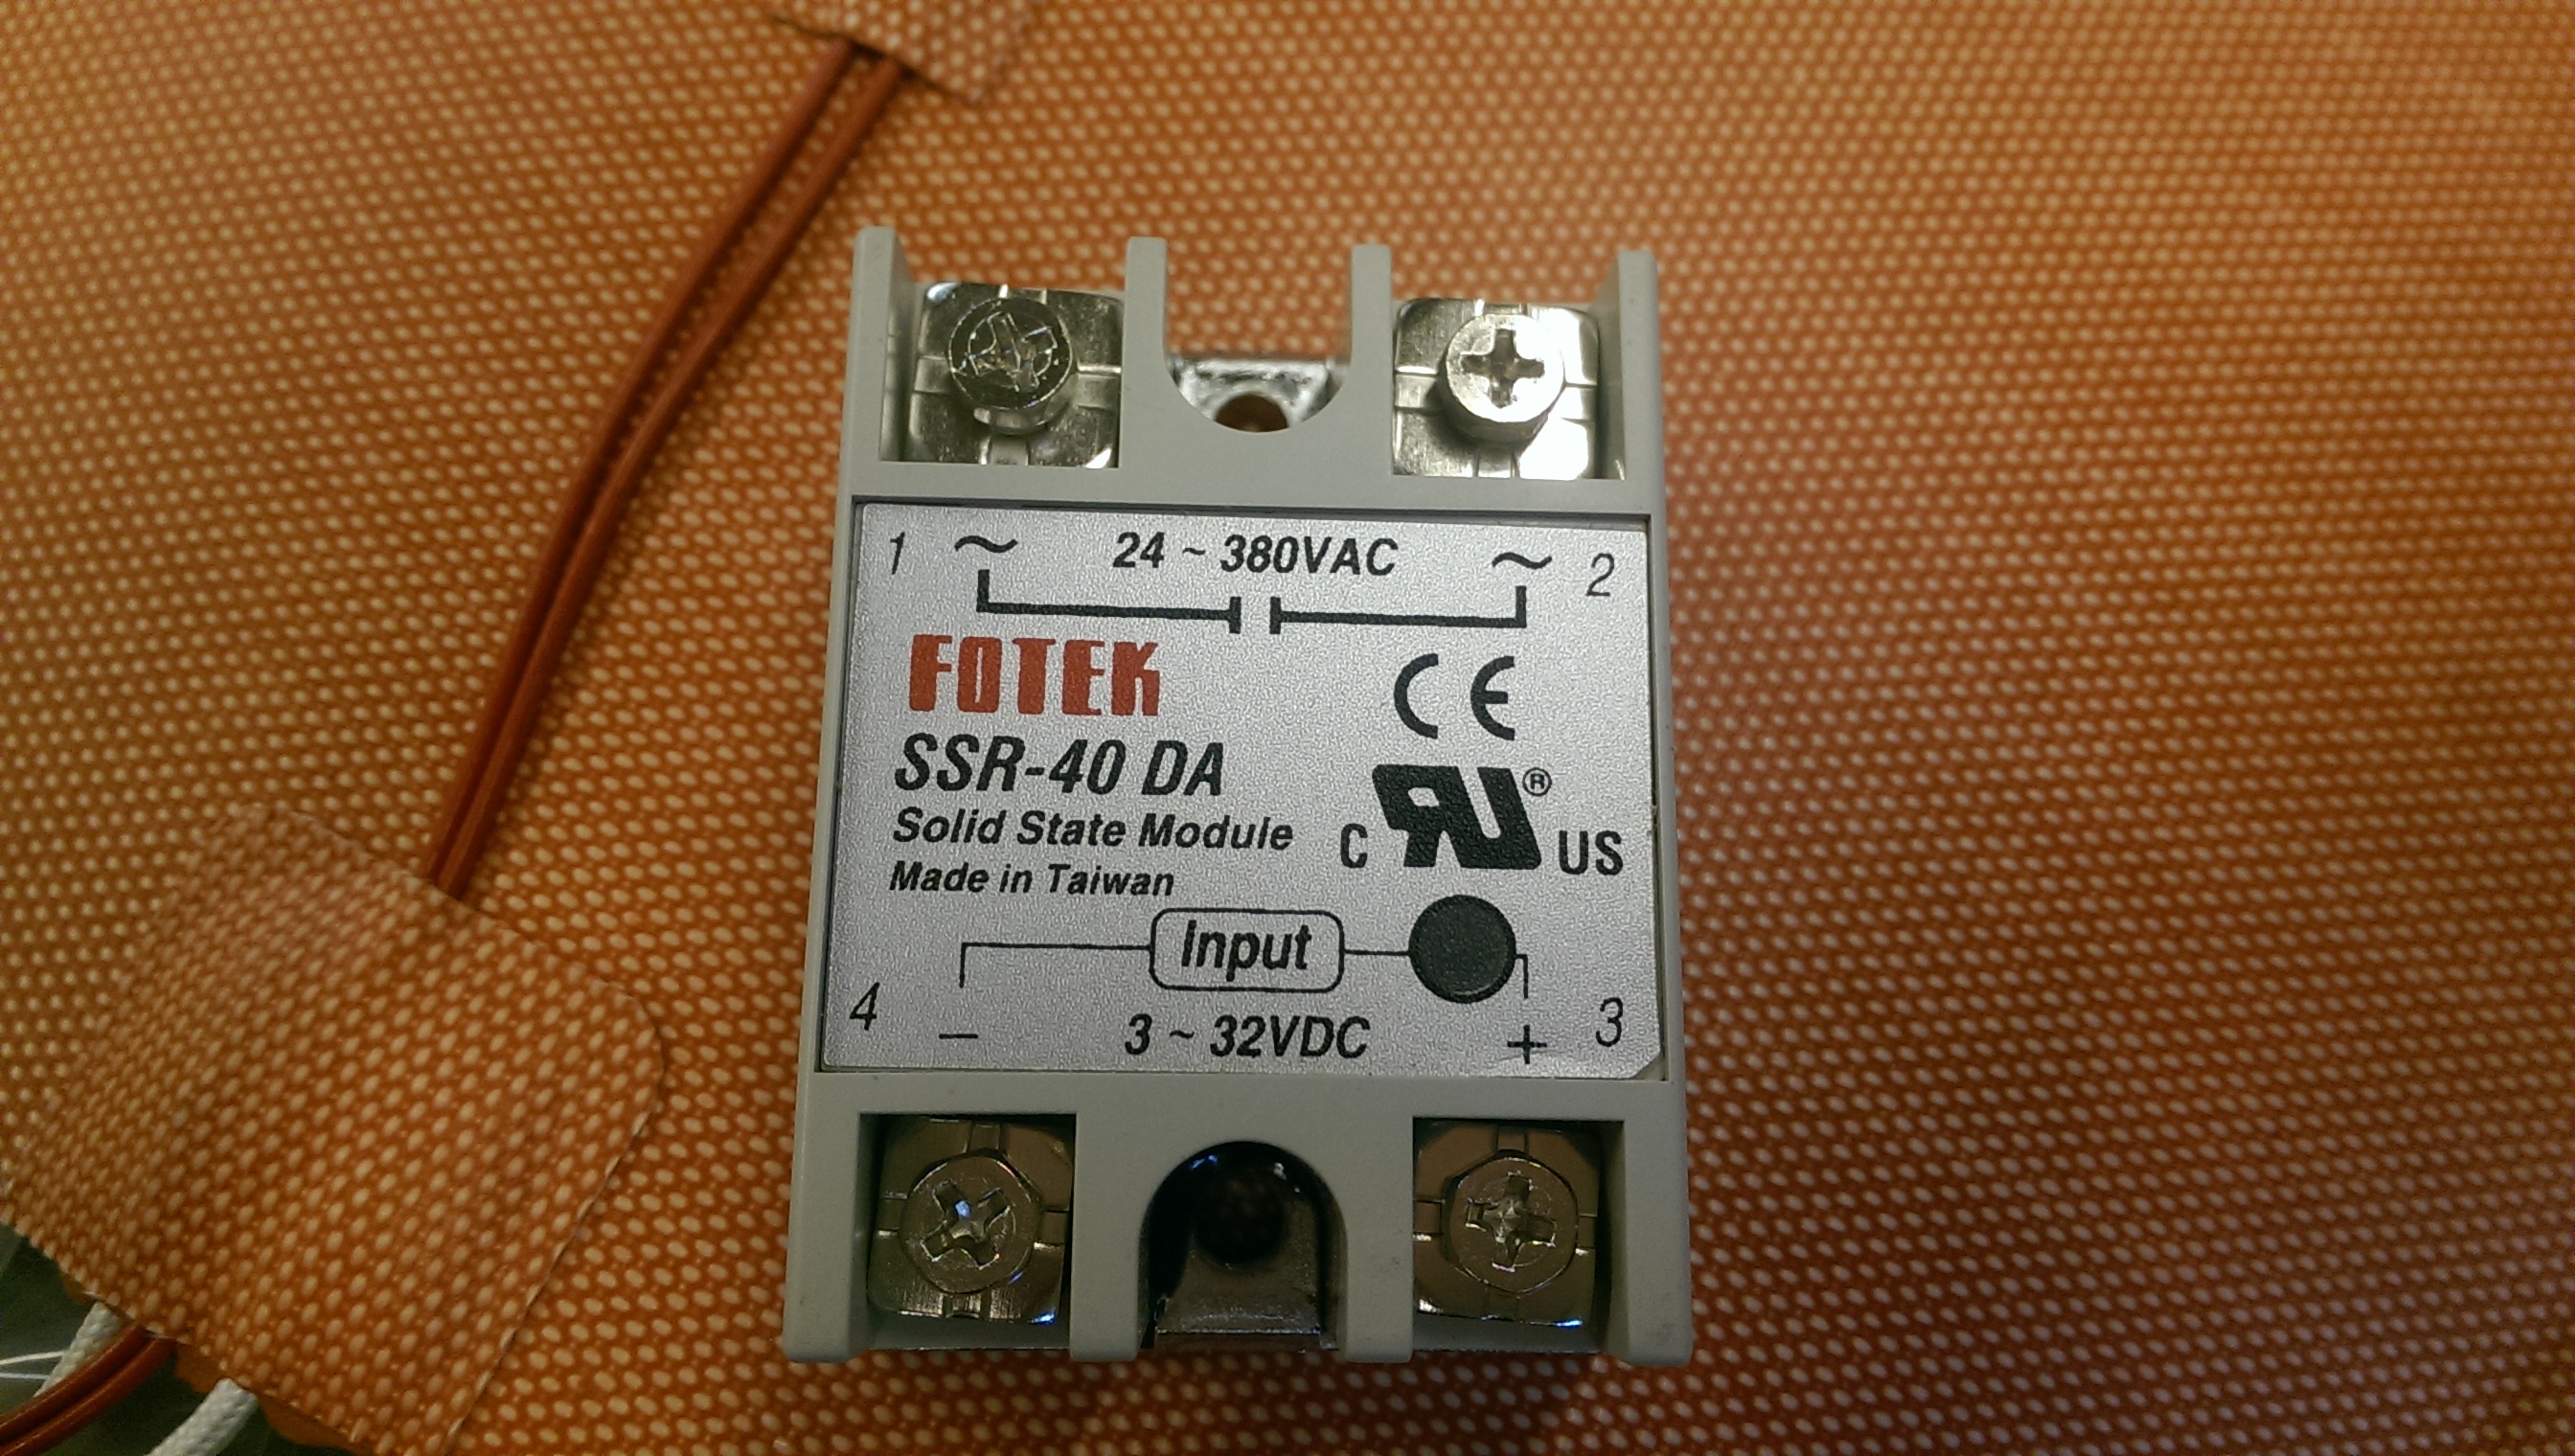 1 ~ 24 ~ 380VAC ~ 2
FOTEK
CE
SSR-40 DA
Solid State Module
Made in Taiwan
C RU® US
Input
4 − 3 ~ 32VDC + 3